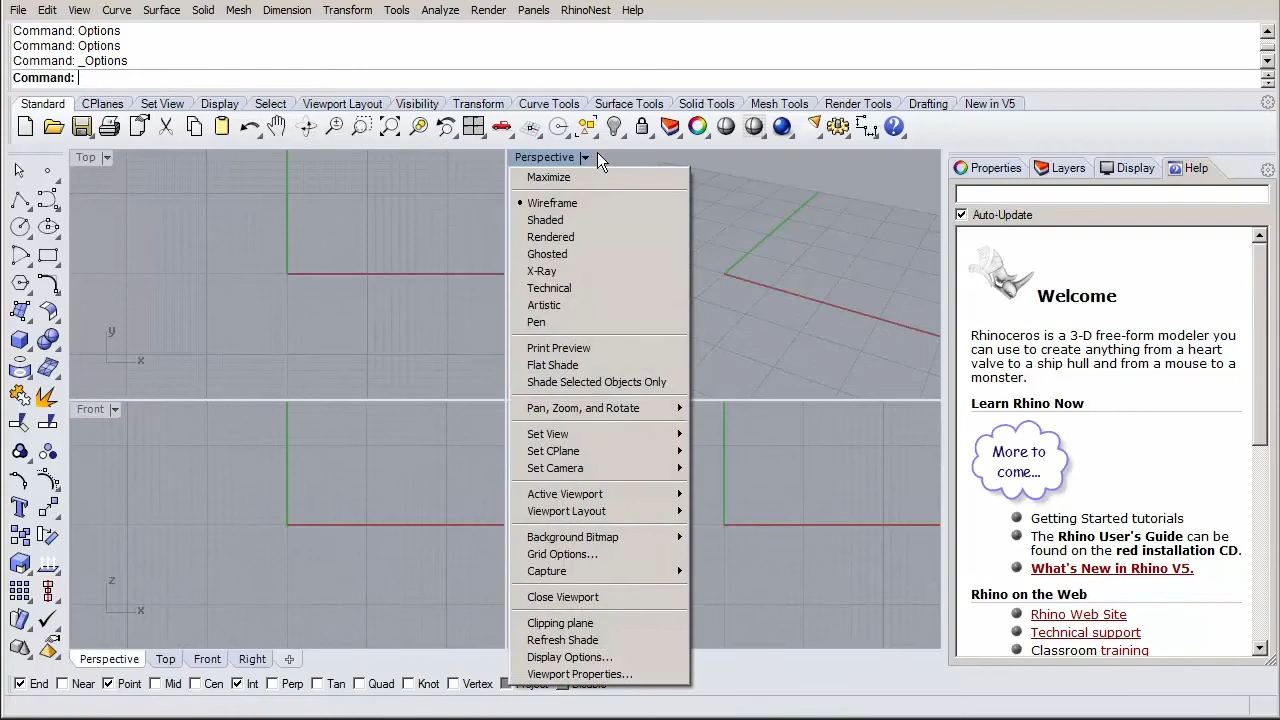 File Edit View Curve Surface Solid Mesh Dimension Transform Tools Analyze Render Panels RhinoNest Help
Command: Options
Command: Options
Command: _Options
Command:
Standard CPlanes Set View Display Select Viewport Layout Visibility Transform Curve Tools Surface Tools Solid Tools Mesh Tools Render Tools Drafting New in V5
Top
Perspective
Maximize
Wireframe
Shaded
Rendered
Ghosted
X-Ray
Technical
Artistic
Pen
Print Preview
Flat Shade
Shade Selected Objects Only
Pan, Zoom, and Rotate
Set View
Set CPlane
Set Camera
Active Viewport
Viewport Layout
Background Bitmap
Grid Options...
Capture
Close Viewport
Clipping plane
Refresh Shade
Display Options...
Viewport Properties...
y
x
Front
z
x
Properties Layers Display Help
Auto-Update
Welcome
Rhinoceros is a 3-D free-form modeler you
can use to create anything from a heart
valve to a ship hull and from a mouse to a
monster.
Learn Rhino Now
More to
come...
Getting Started tutorials
The Rhino User's Guide can be
found on the red installation CD.
What's New in Rhino V5.
Rhino on the Web
Rhino Web Site
Technical support
Classroom training
Perspective Top Front Right
End Near Point Mid Cen Int Perp Tan Quad Knot Vertex